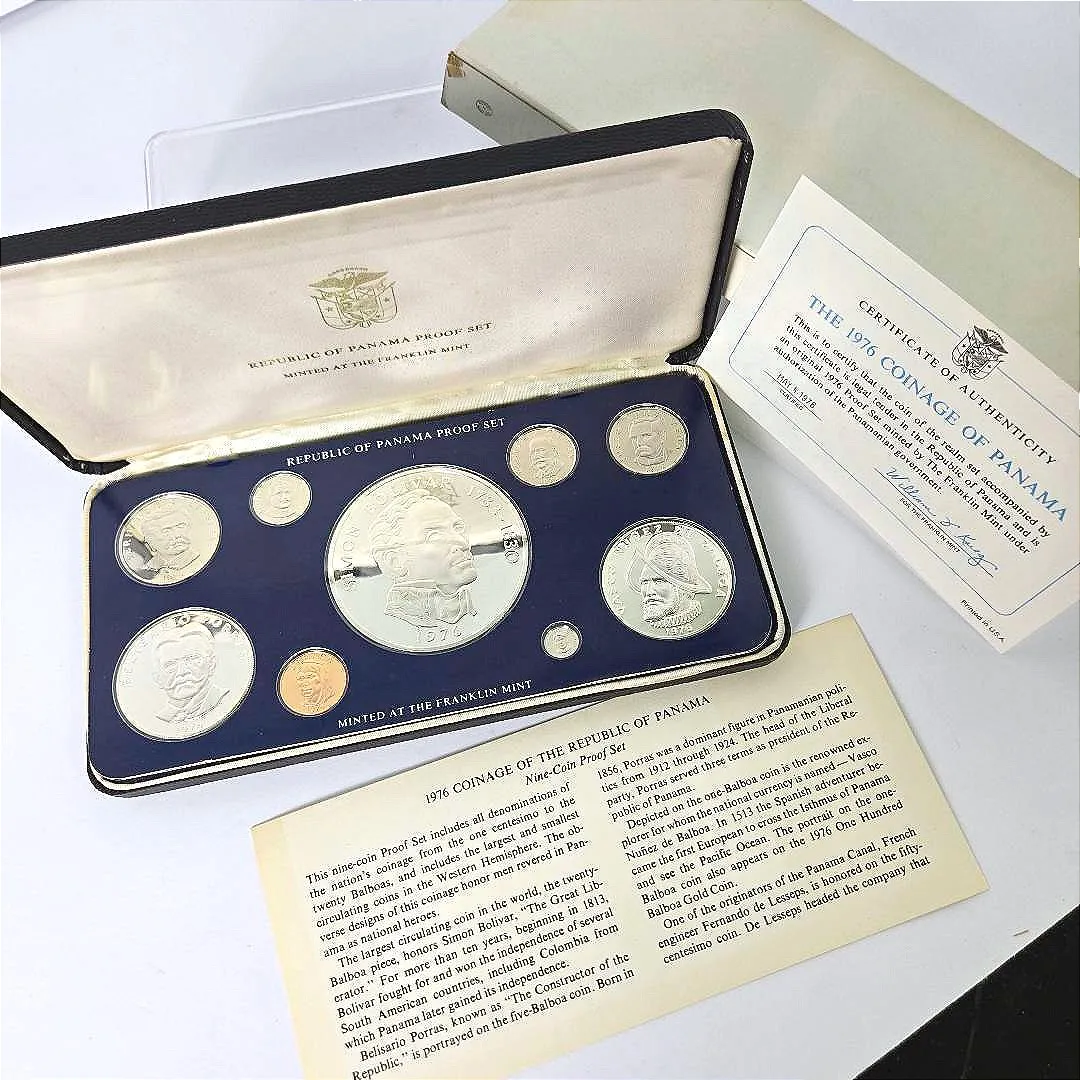 REPUBLIC OF PANAMA PROOF SET
MINTED AT THE FRANKLIN MINT
REPUBLIC OF PANAMA PROOF SET
SIMON BOLIVAR 1783-1830
1976
BALBOA
MINTED AT THE FRANKLIN MINT
CERTIFICATE OF AUTHENTICITY
THE 1976 COINAGE OF PANAMA
This is to certify that the coin of the realm set accompanied by
this certificate is legal tender in the Republic of Panama and is
an original 1976 Proof Set minted by The Franklin Mint under
authorization of the Panamanian government.
MAY 4, 1976
CERTIFIED
FOR THE FRANKLIN MINT
Printed in U.S.A.
1976 COINAGE OF THE REPUBLIC OF PANAMA
Nine-Coin Proof Set
This nine-coin Proof Set includes all denominations of
the nation's coinage from the one centesimo to the
twenty Balboas, and includes the largest and smallest
circulating coins in the Western Hemisphere. The ob-
verse designs of this coinage honor men revered in Pan-
ama as national heroes.
The largest circulating coin in the world, the twenty-
Balboa piece, honors Simon Bolivar, "The Great Lib-
erator." For more than ten years, beginning in 1813,
Bolivar fought for and won the independence of several
South American countries, including Colombia from
which Panama later gained its independence.
Belisario Porras, known as "The Constructor of the
Republic," is portrayed on the five-Balboa coin. Born in
1856, Porras was a dominant figure in Panamanian poli-
tics from 1912 through 1924. The head of the Liberal
party, Porras served three terms as president of the Re-
public of Panama.
Depicted on the one-Balboa coin is the renowned ex-
plorer for whom the national currency is named—Vasco
Nuñez de Balboa. In 1513 the Spanish adventurer be-
came the first European to cross the Isthmus of Panama
and see the Pacific Ocean. The portrait on the one-
Balboa coin also appears on the 1976 One Hundred
Balboa Gold Coin.
One of the originators of the Panama Canal, French
engineer Fernando de Lesseps, is honored on the fifty-
centesimo coin. De Lesseps headed the company that